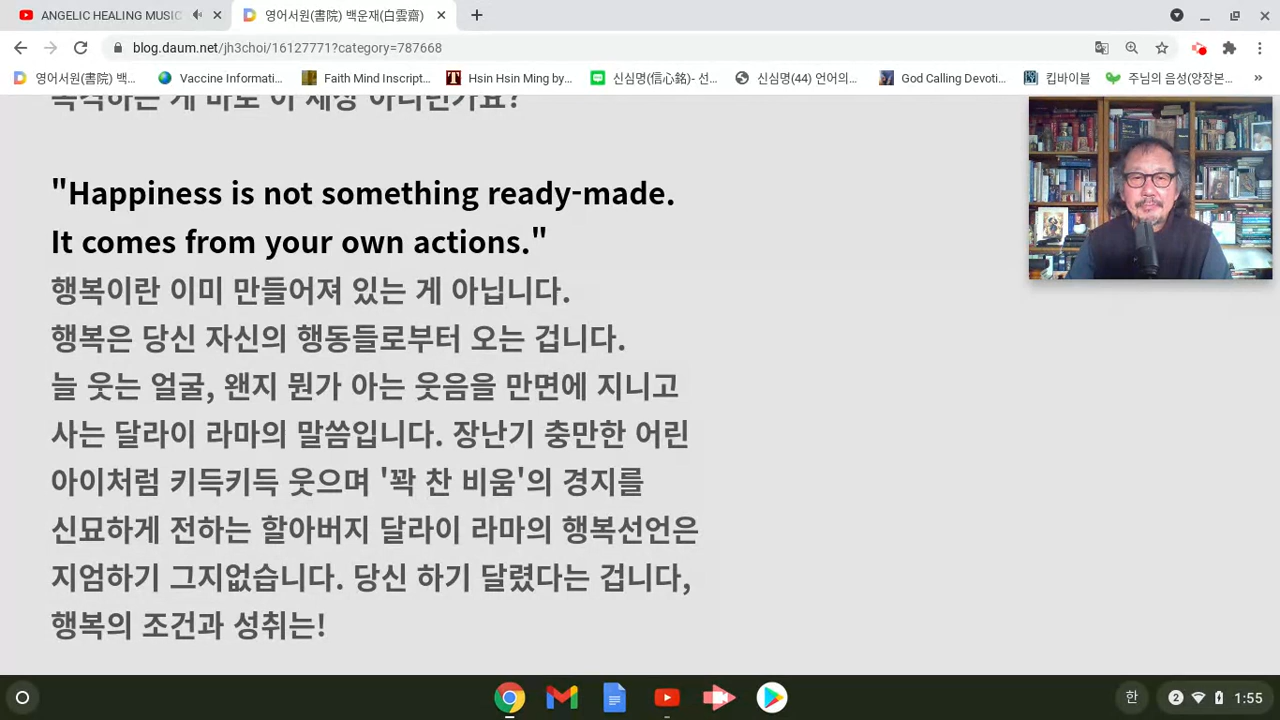 ANGELIC HEALING MUSIC
영어서원(書院) 백운재(白雲齋)
blog.daum.net/jh3choi/16127771?category=787668
영어서원(書院) 백...
Vaccine Informati...
Faith Mind Inscript...
Hsin Hsin Ming by...
신심명(信心銘)- 선...
신심명(44) 언어의...
God Calling Devoti...
킵바이블
주님의 음성(양장본...
"Happiness is not something ready-made.
It comes from your own actions."
행복이란 이미 만들어져 있는 게 아닙니다.
행복은 당신 자신의 행동들로부터 오는 겁니다.
늘 웃는 얼굴, 왠지 뭔가 아는 웃음을 만면에 지니고
사는 달라이 라마의 말씀입니다. 장난기 충만한 어린
아이처럼 키득키득 웃으며 '꽉 찬 비움'의 경지를
신묘하게 전하는 할아버지 달라이 라마의 행복선언은
지엄하기 그지없습니다. 당신 하기 달렸다는 겁니다,
행복의 조건과 성취는!
한
2
1:55